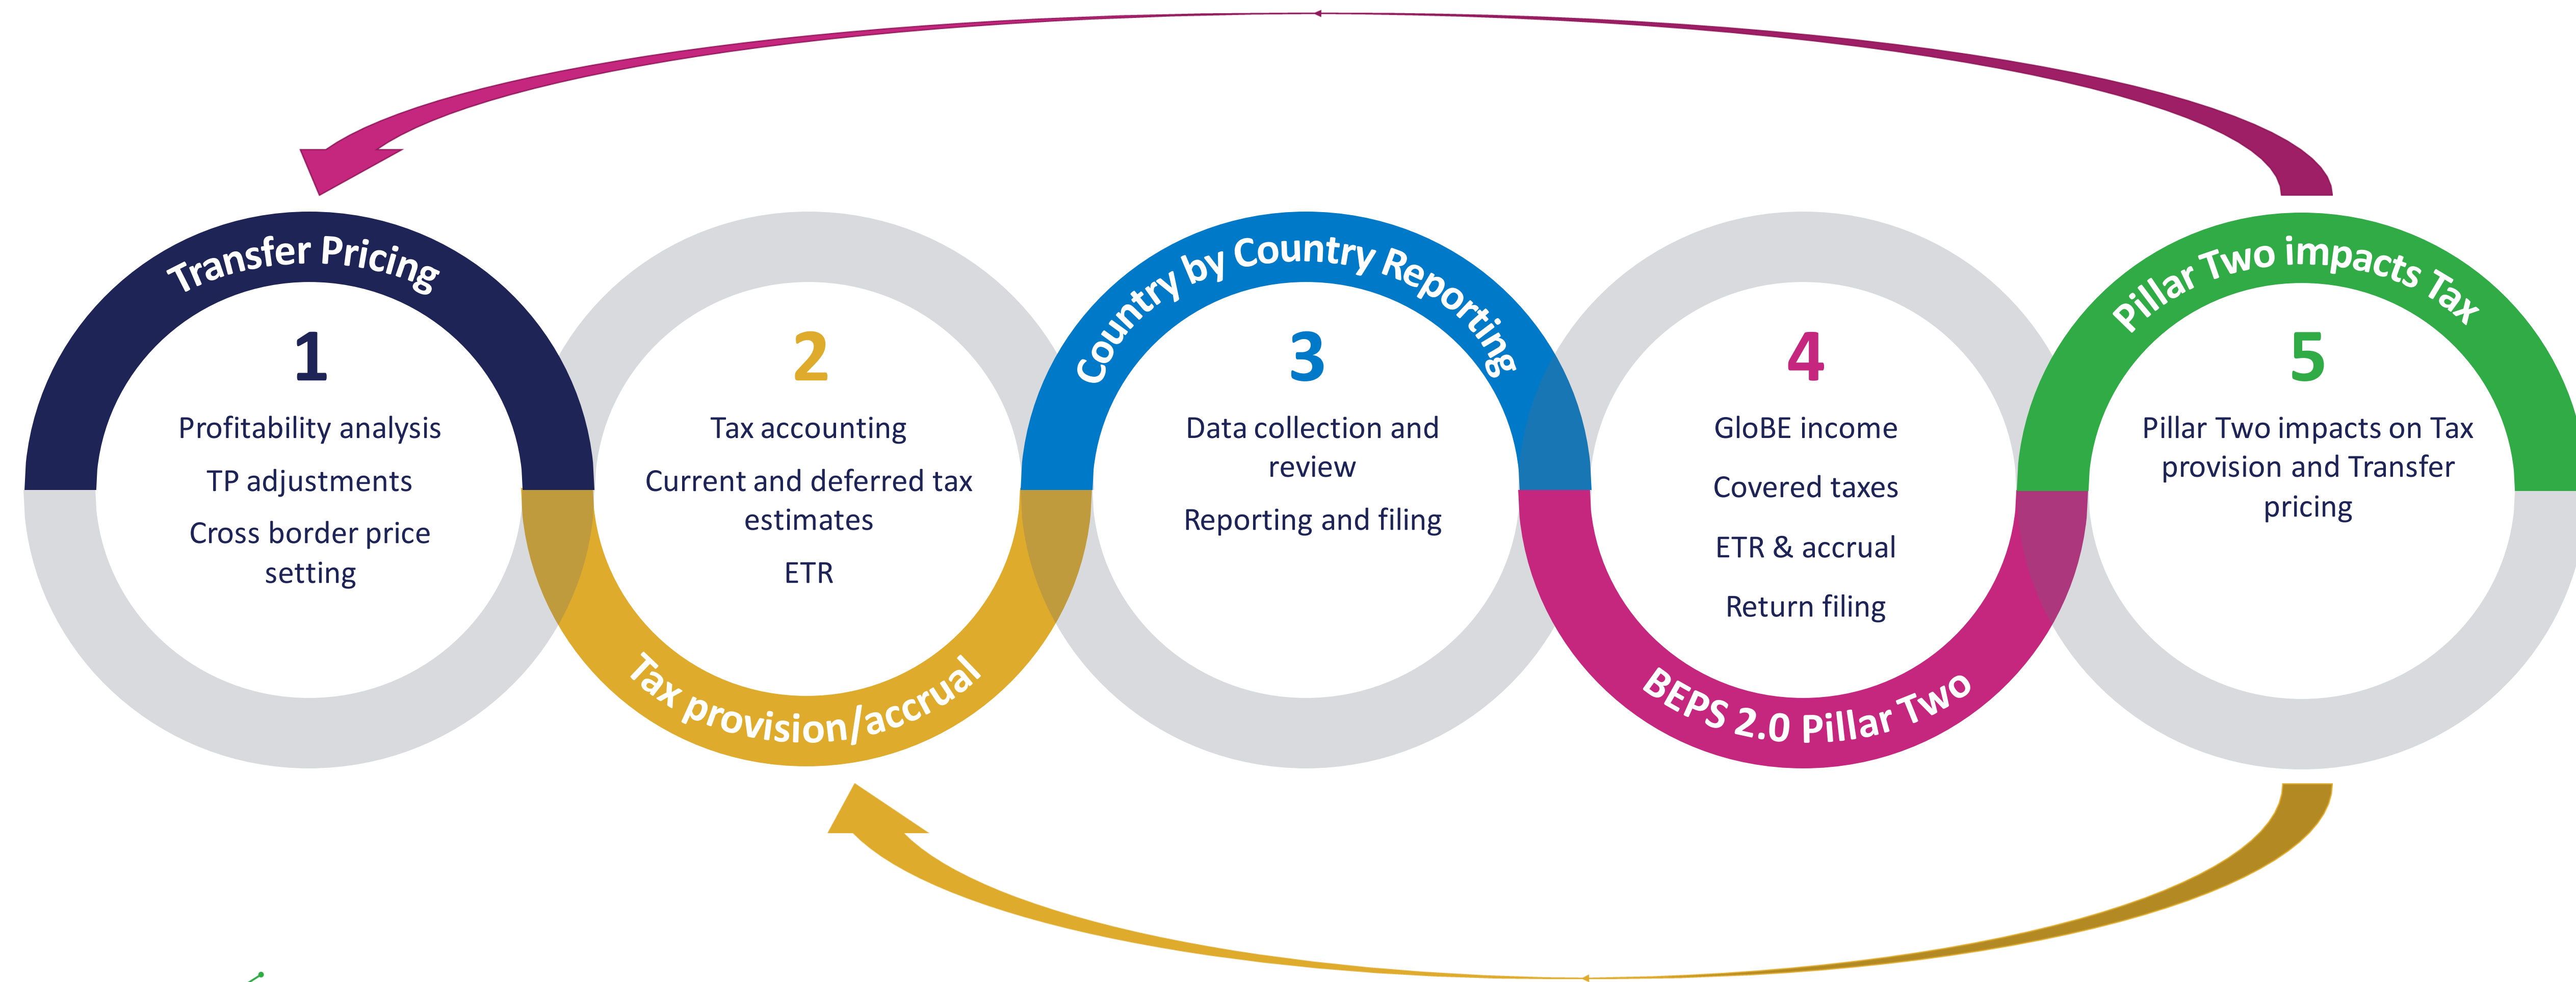 Transfer Pricing
1
Profitability analysis
TP adjustments
Cross border price
setting
2
Tax accounting
Current and deferred tax
estimates
ETR
Tax provision/accrual
Country by Country Reporting
3
Data collection and
review
Reporting and filing
4
GloBE income
Covered taxes
ETR & accrual
Return filing
BEPS 2.0 Pillar Two
Pillar Two impacts Tax
5
Pillar Two impacts on Tax
provision and Transfer
pricing